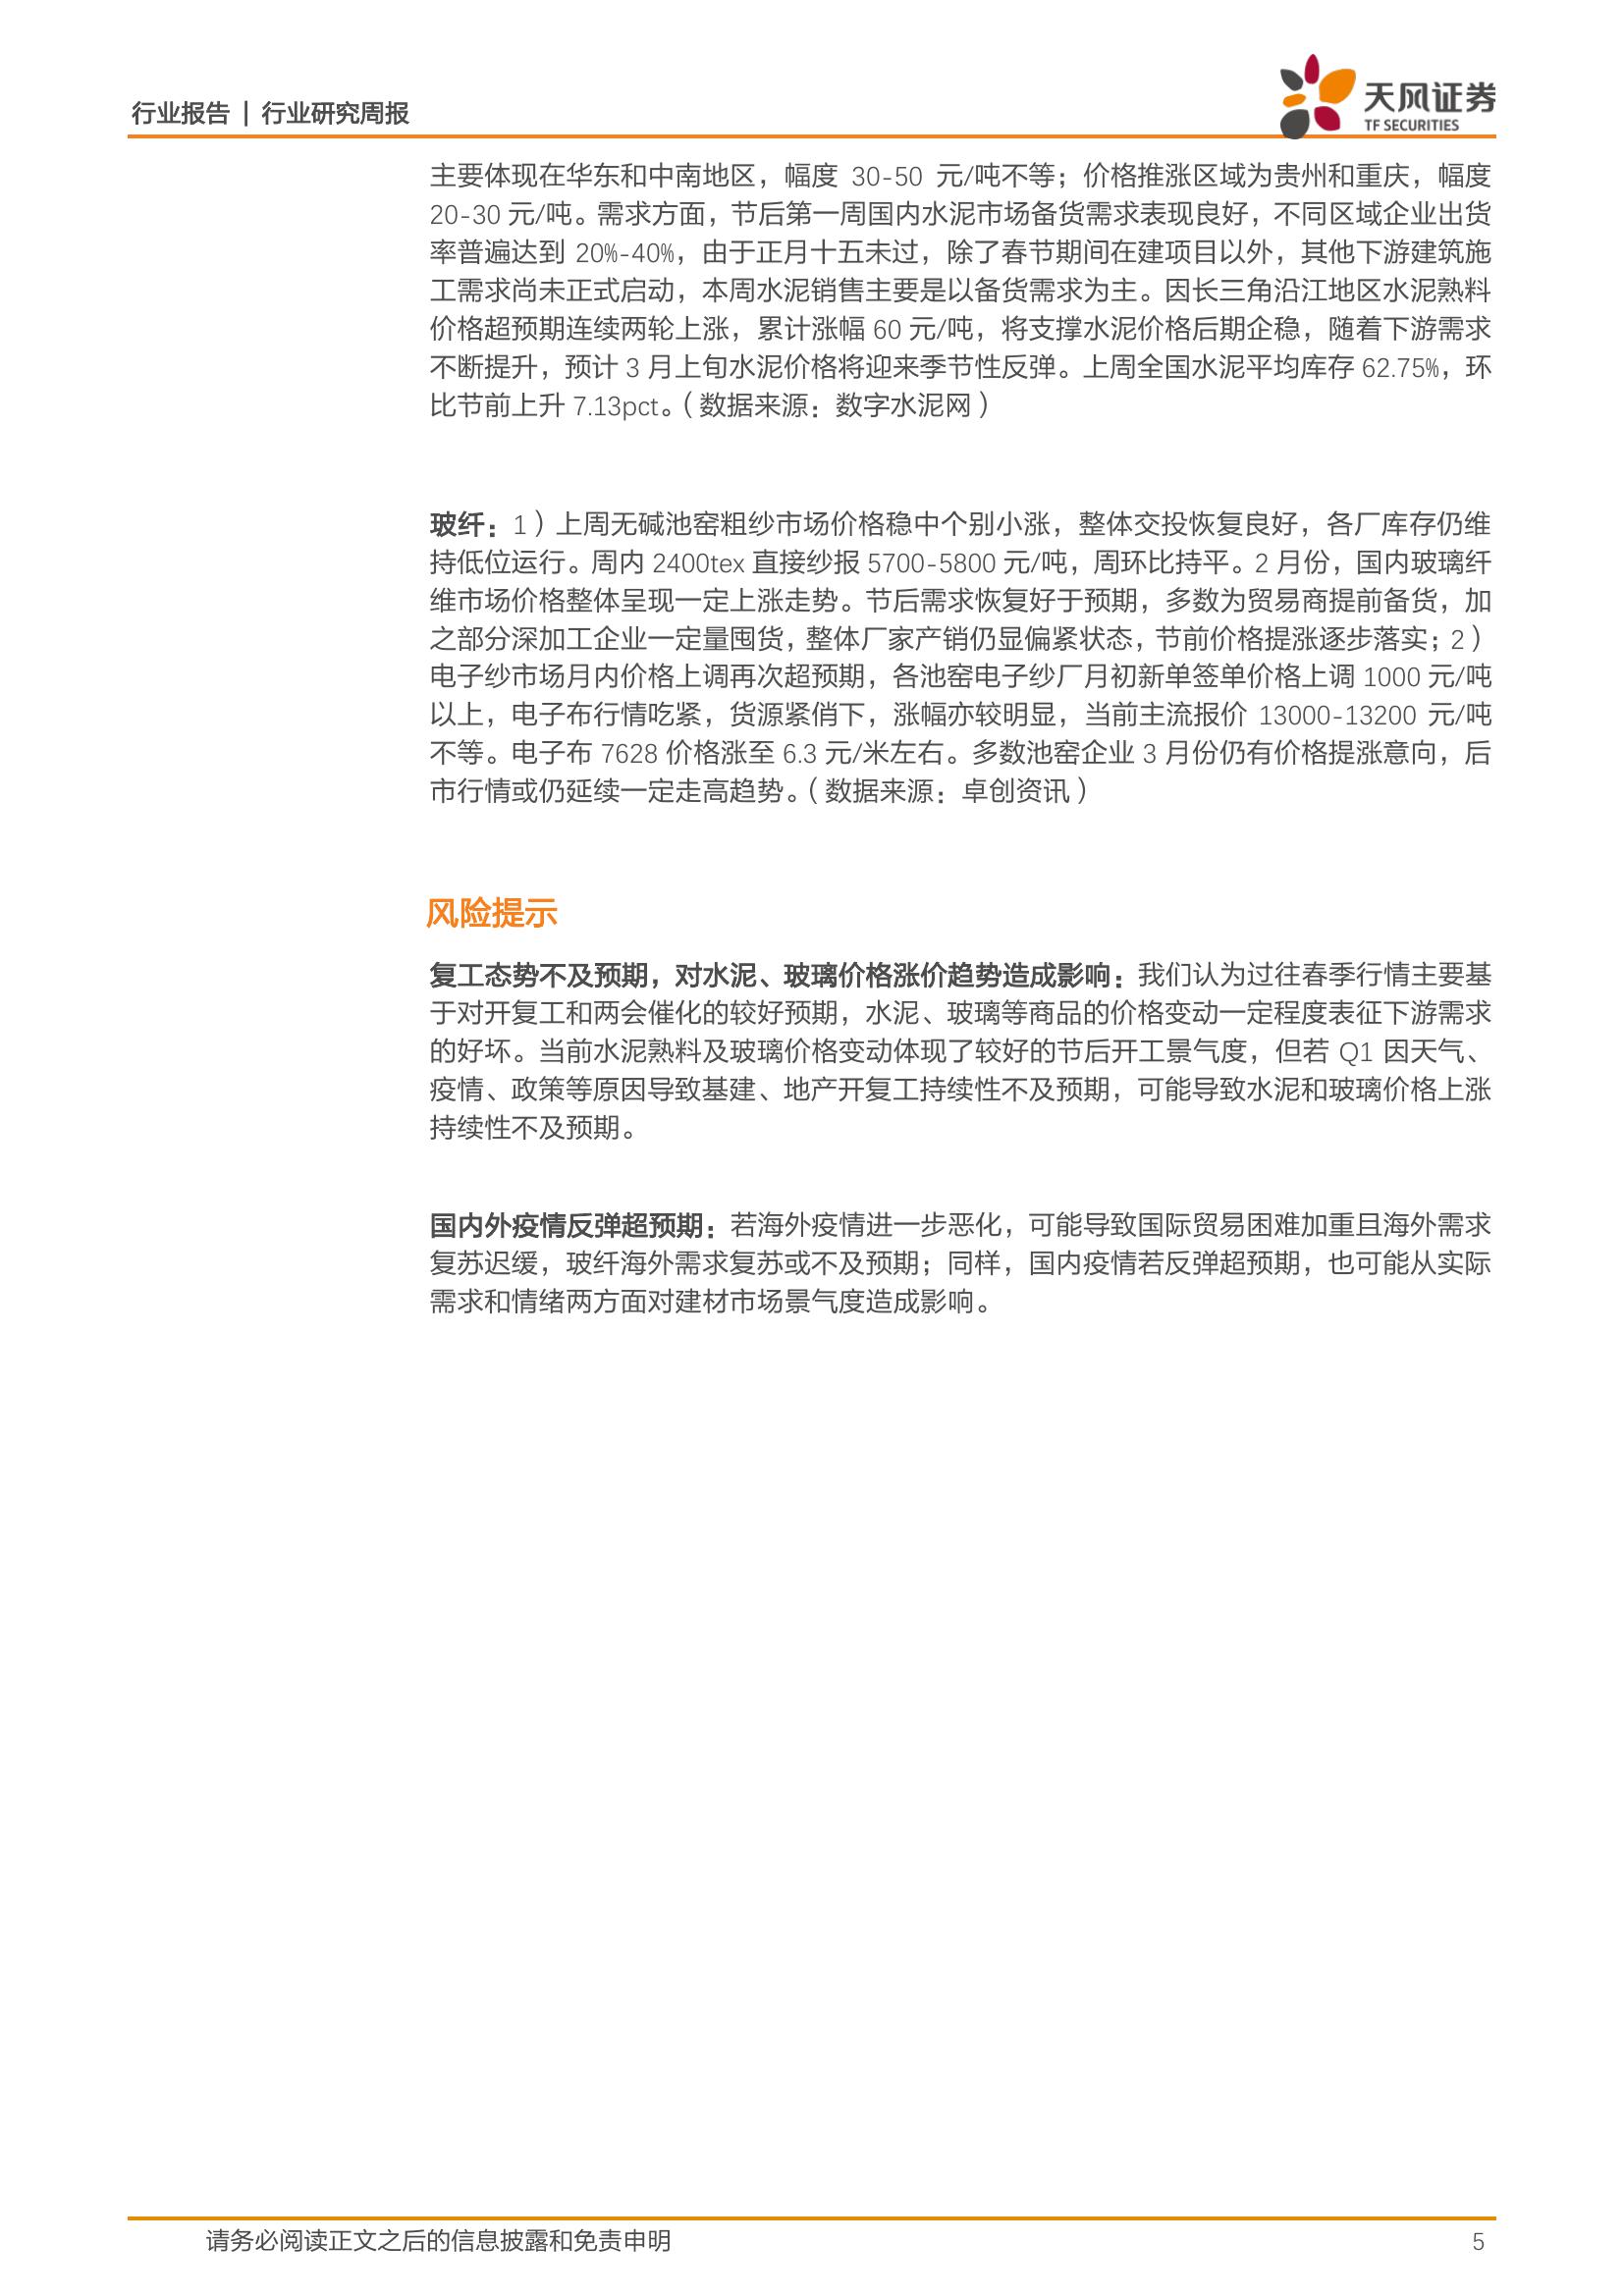 行业报告 | 行业研究周报
天风证券
TF SECURITIES
主要体现在华东和中南地区，幅度 30-50 元/吨不等；价格推涨区域为贵州和重庆，幅度
20-30 元/吨。需求方面，节后第一周国内水泥市场备货需求表现良好，不同区域企业出货
率普遍达到 20%-40%，由于正月十五未过，除了春节期间在建项目以外，其他下游建筑施
工需求尚未正式启动，本周水泥销售主要是以备货需求为主。因长三角沿江地区水泥熟料
价格超预期连续两轮上涨，累计涨幅 60 元/吨，将支撑水泥价格后期企稳，随着下游需求
不断提升，预计 3 月上旬水泥价格将迎来季节性反弹。上周全国水泥平均库存 62.75%，环
比节前上升 7.13pct。（数据来源：数字水泥网）
玻纤：1）上周无碱池窑粗纱市场价格稳中个别小涨，整体交投恢复良好，各厂库存仍维
持低位运行。周内 2400tex 直接纱报 5700-5800 元/吨，周环比持平。2 月份，国内玻璃纤
维市场价格整体呈现一定上涨走势。节后需求恢复好于预期，多数为贸易商提前备货，加
之部分深加工企业一定量囤货，整体厂家产销仍显偏紧状态，节前价格提涨逐步落实；2）
电子纱市场月内价格上调再次超预期，各池窑电子纱厂月初新单签单价格上调 1000 元/吨
以上，电子布行情吃紧，货源紧俏下，涨幅亦较明显，当前主流报价 13000-13200 元/吨
不等。电子布 7628 价格涨至 6.3 元/米左右。多数池窑企业 3 月份仍有价格提涨意向，后
市行情或仍延续一定走高趋势。（数据来源：卓创资讯）
风险提示
复工态势不及预期，对水泥、玻璃价格涨价趋势造成影响：我们认为过往春季行情主要基
于对开复工和两会催化的较好预期，水泥、玻璃等商品的价格变动一定程度表征下游需求
的好坏。当前水泥熟料及玻璃价格变动体现了较好的节后开工景气度，但若 Q1 因天气、
疫情、政策等原因导致基建、地产开复工持续性不及预期，可能导致水泥和玻璃价格上涨
持续性不及预期。
国内外疫情反弹超预期：若海外疫情进一步恶化，可能导致国际贸易困难加重且海外需求
复苏迟缓，玻纤海外需求复苏或不及预期；同样，国内疫情若反弹超预期，也可能从实际
需求和情绪两方面对建材市场景气度造成影响。
请务必阅读正文之后的信息披露和免责申明
5